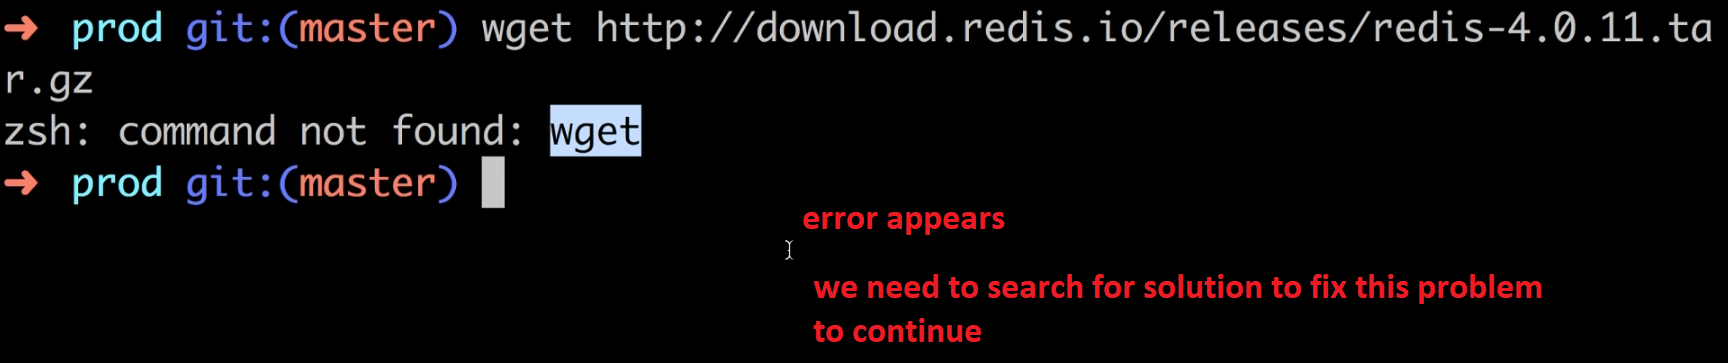 ➜ prod git:(master) wget http://download.redis.io/releases/redis-4.0.11.ta
r.gz
zsh: command not found: wget
➜ prod git:(master)
error appears
we need to search for solution to fix this problem
to continue